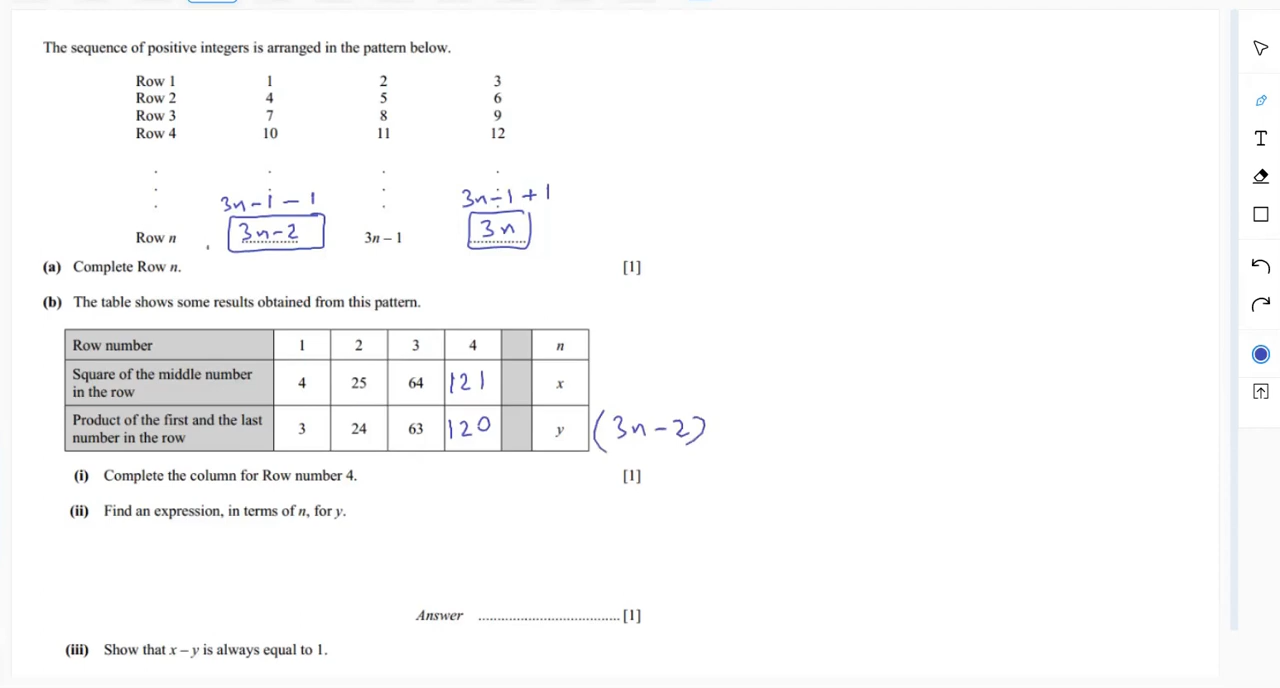 The sequence of positive integers is arranged in the pattern below.
Row 1 1 2 3
Row 2 4 5 6
Row 3 7 8 9
Row 4 10 11 12
. . . .
. . .
. . .
3n-1-1 3n-1+1
Row n 3n-2 3n – 1 3n
(a) Complete Row n. [1]
(b) The table shows some results obtained from this pattern.
Row number 1 2 3 4 n
Square of the middle number
in the row 4 25 64 121 x
Product of the first and the last
number in the row 3 24 63 120 y (3n-2)
(i) Complete the column for Row number 4. [1]
(ii) Find an expression, in terms of n, for y.
Answer .................................... [1]
(iii) Show that x – y is always equal to 1.
T